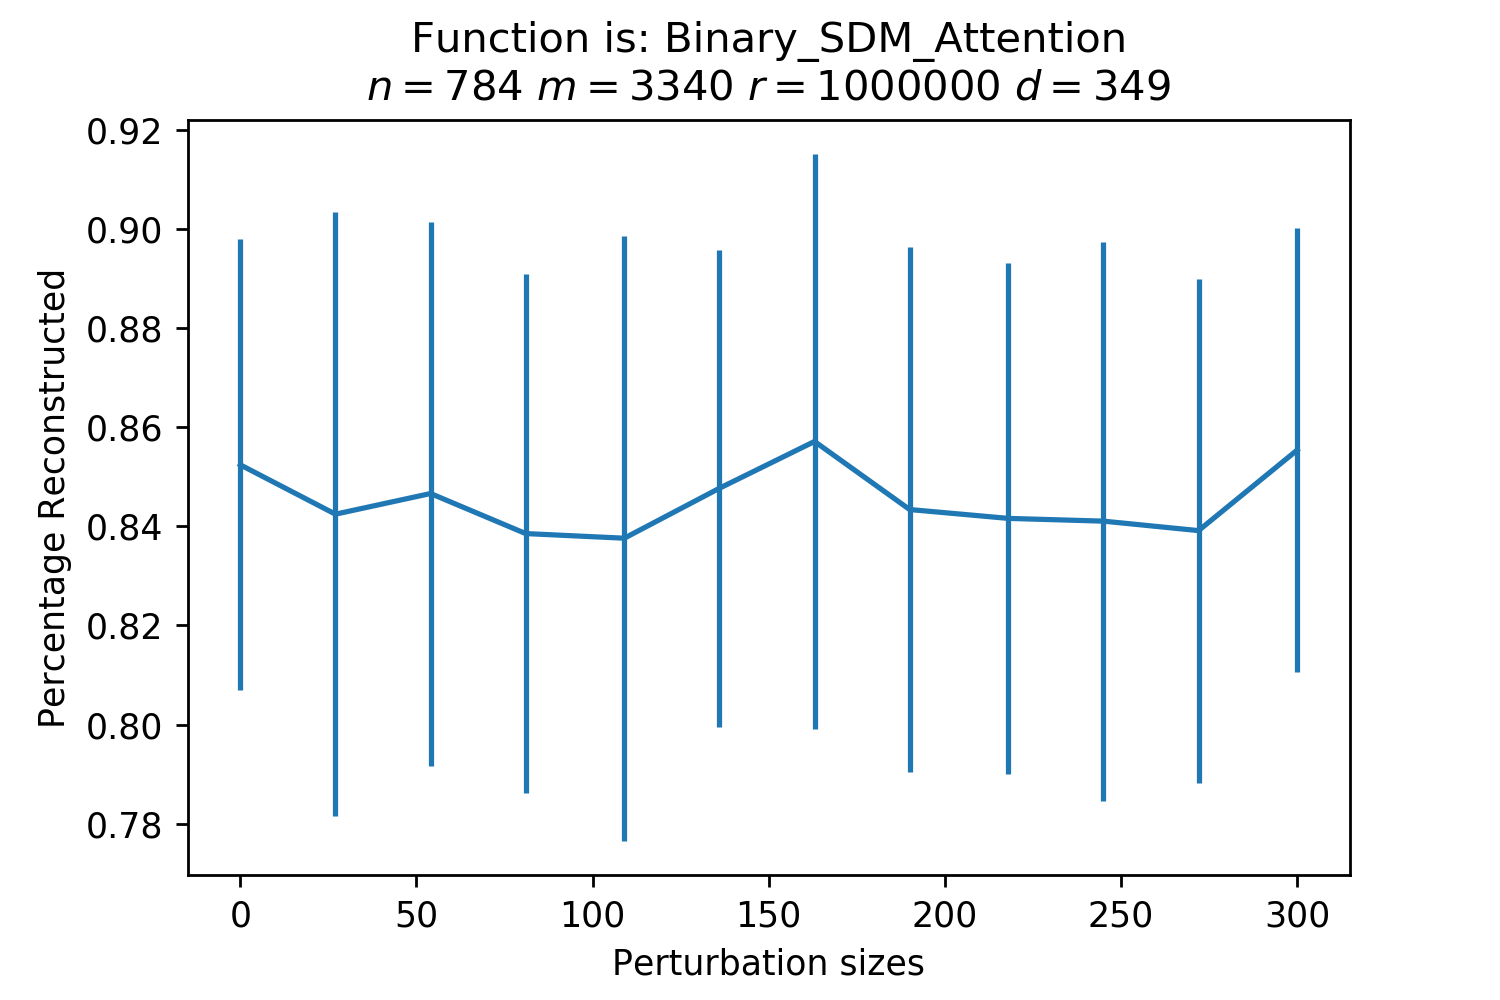 Function is: Binary_SDM_Attention
n = 784 m = 3340 r = 1000000 d = 349
0.92
0.90
0.88
0.86
0.84
0.82
0.80
0.78
Percentage Reconstructed
0 50 100 150 200 250 300
Perturbation sizes